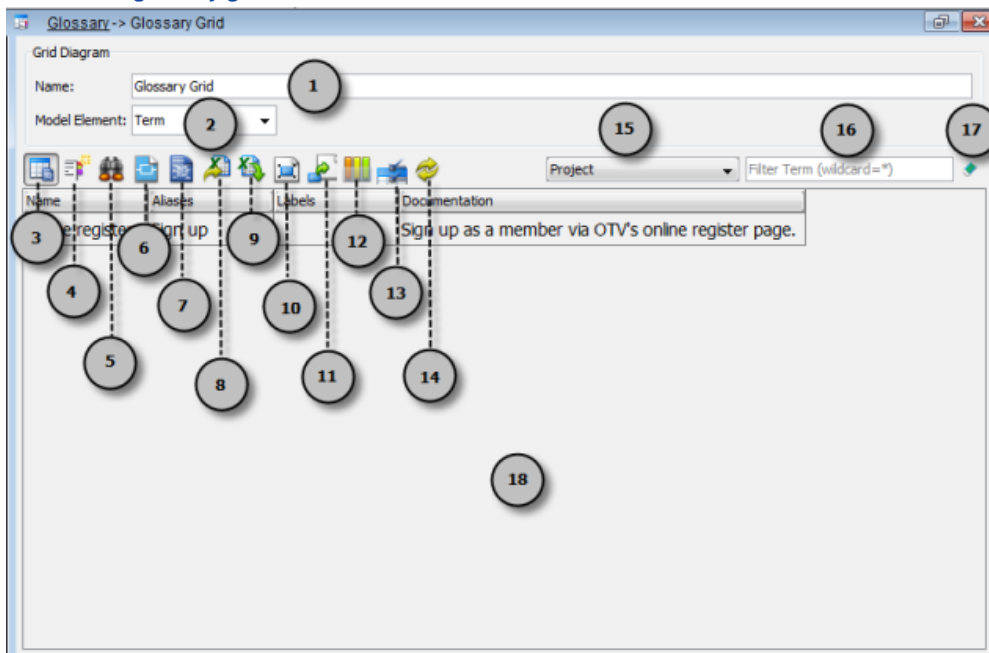 Glossary -> Glossary Grid
Grid Diagram
Name: Glossary Grid 1
Model Element: Term 2
15 16 17
Project Filter Term (wildcard=*)
Name Aliases Labels Documentation
3 registe Sign up Sign up as a member via OTV's online register page.
6 9 12
4 7 10 13
5 8 11 14
18